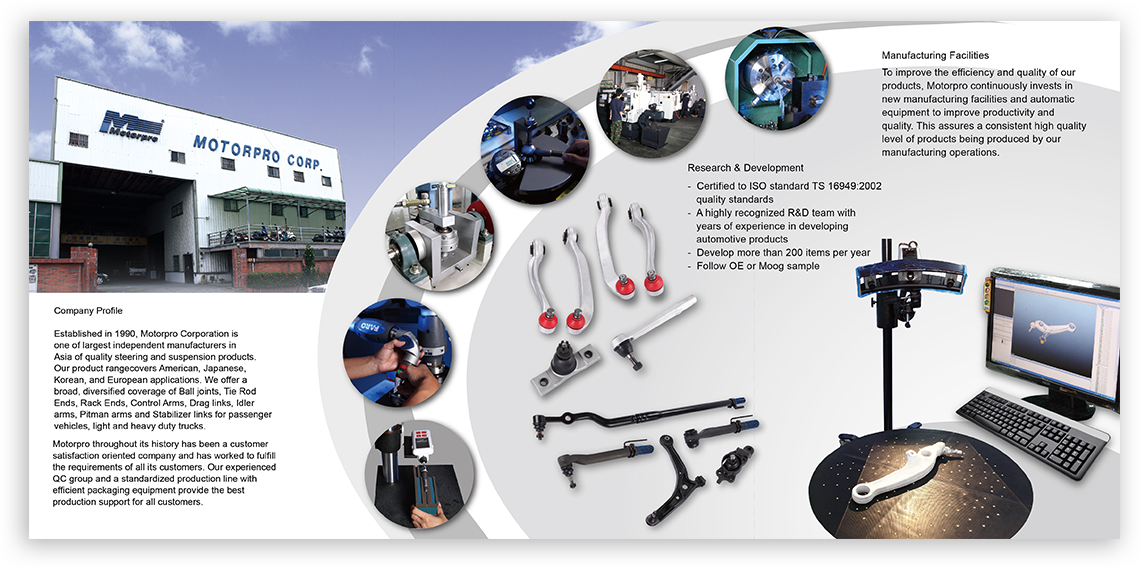 Motorpro
MOTORPRO CORP.
Company Profile
Established in 1990, Motorpro Corporation is
one of largest independent manufacturers in
Asia of quality steering and suspension products.
Our product rangecovers American, Japanese,
Korean, and European applications. We offer a
broad, diversified coverage of Ball joints, Tie Rod
Ends, Rack Ends, Control Arms, Drag links, Idler
arms, Pitman arms and Stabilizer links for passenger
vehicles, light and heavy duty trucks.
Motorpro throughout its history has been a customer
satisfaction oriented company and has worked to fulfill
the requirements of all its customers. Our experienced
QC group and a standardized production line with
efficient packaging equipment provide the best
production support for all customers.
FARO
Research & Development
- Certified to ISO standard TS 16949:2002
quality standards
- A highly recognized R&D team with
years of experience in developing
automotive products
- Develop more than 200 items per year
- Follow OE or Moog sample
Manufacturing Facilities
To improve the efficiency and quality of our
products, Motorpro continuously invests in
new manufacturing facilities and automatic
equipment to improve productivity and
quality. This assures a consistent high quality
level of products being produced by our
manufacturing operations.